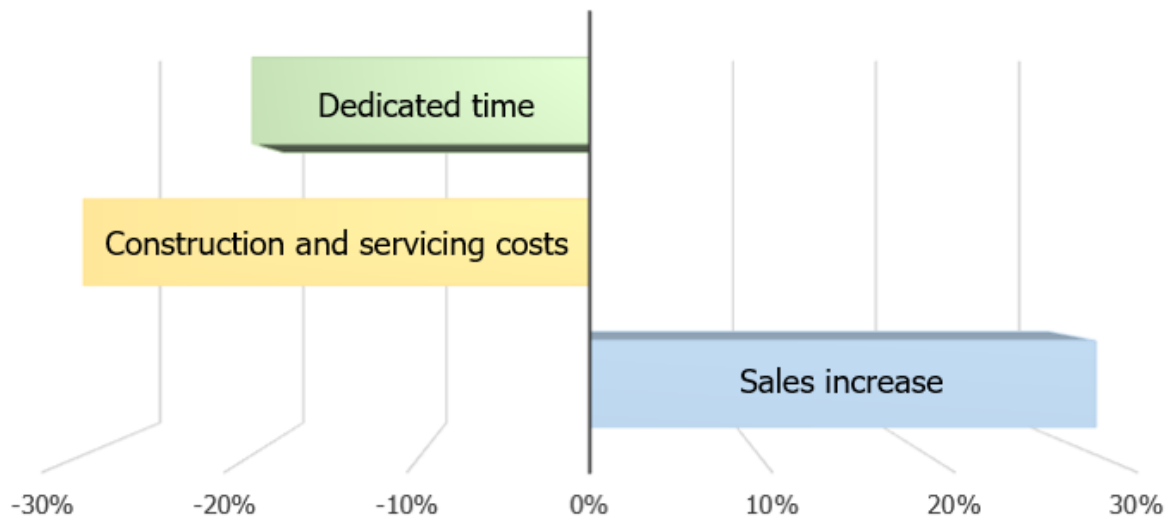 Dedicated time
Construction and servicing costs
Sales increase
-30% -20% -10% 0% 10% 20% 30%